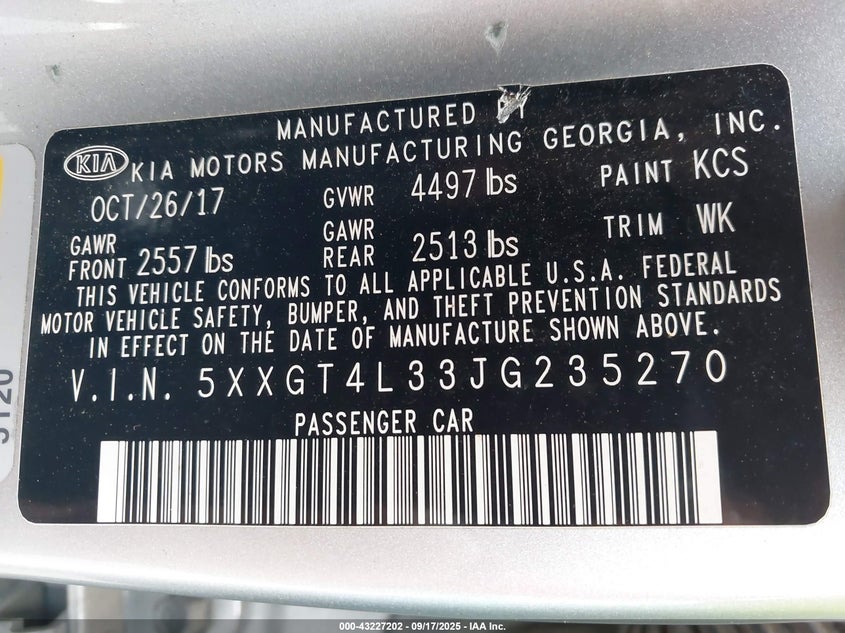 MANUFACTURED BY
KIA KIA MOTORS MANUFACTURING GEORGIA, INC.
OCT/26/17 GVWR 4497 lbs PAINT KCS
GAWR FRONT 2557 lbs GAWR REAR 2513 lbs TRIM WK
THIS VEHICLE CONFORMS TO ALL APPLICABLE U.S.A. FEDERAL
MOTOR VEHICLE SAFETY, BUMPER, AND THEFT PREVENTION STANDARDS
IN EFFECT ON THE DATE OF MANUFACTURE SHOWN ABOVE.
V.I.N. 5XXGT4L33JG235270
PASSENGER CAR
000-43227202 - 09/17/2025 - IAA Inc.